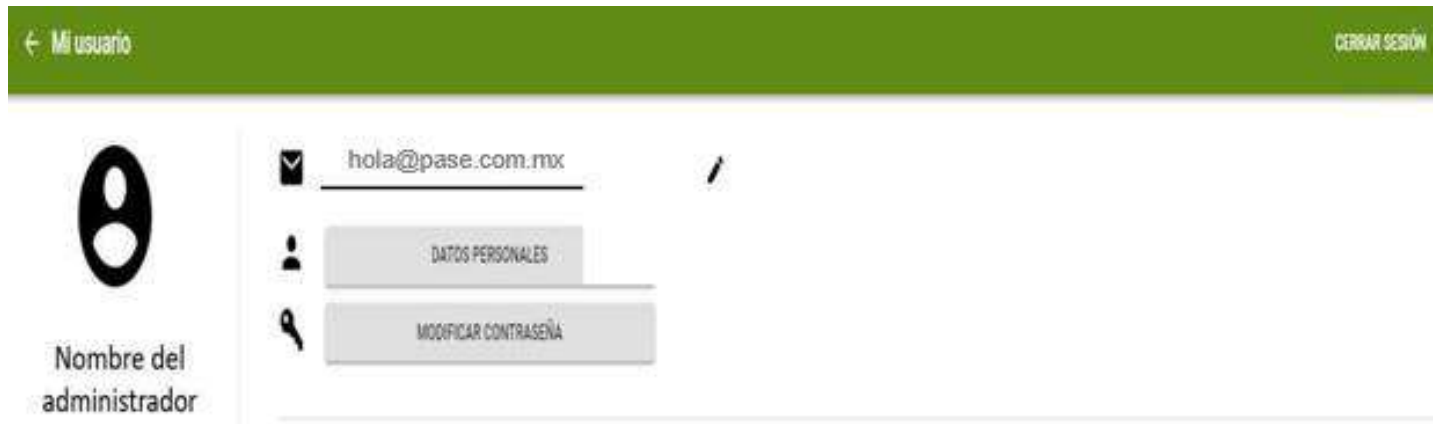 ← Mi usuario
CERRAR SESIÓN
hola@pase.com.mx
DATOS PERSONALES
MODIFICAR CONTRASEÑA
Nombre del
administrador